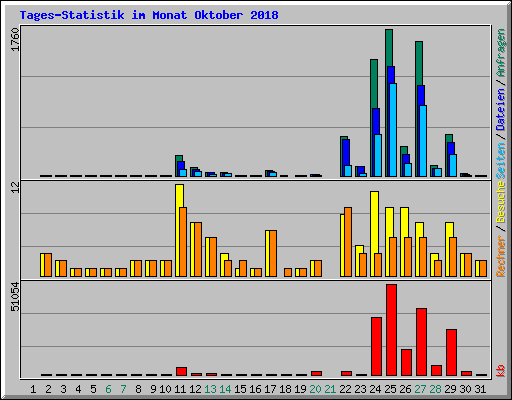 Tages-Statistik im Monat Oktober 2018
1760
12
51054
Rechner / Besuche Seiten / Dateien / Anfragen
kb
1 2 3 4 5 6 7 8 9 10 11 12 13 14 15 16 17 18 19 20 21 22 23 24 25 26 27 28 29 30 31